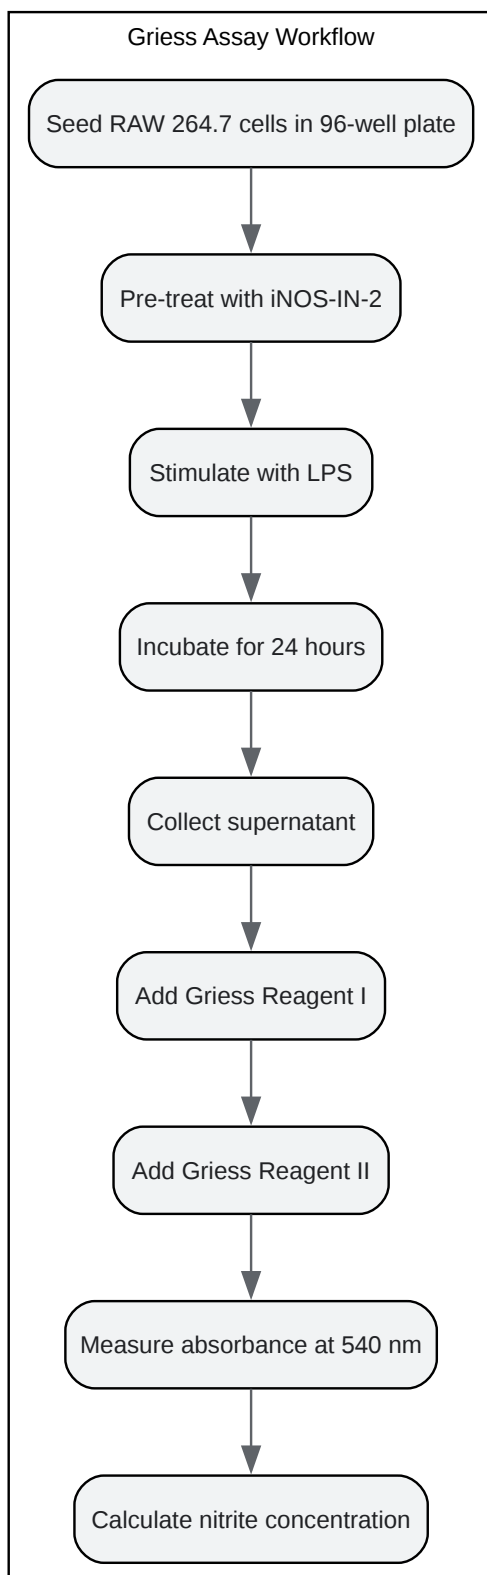 Griess Assay Workflow
Seed RAW 264.7 cells in 96-well plate
Pre-treat with iNOS-IN-2
Stimulate with LPS
Incubate for 24 hours
Collect supernatant
Add Griess Reagent I
Add Griess Reagent II
Measure absorbance at 540 nm
Calculate nitrite concentration